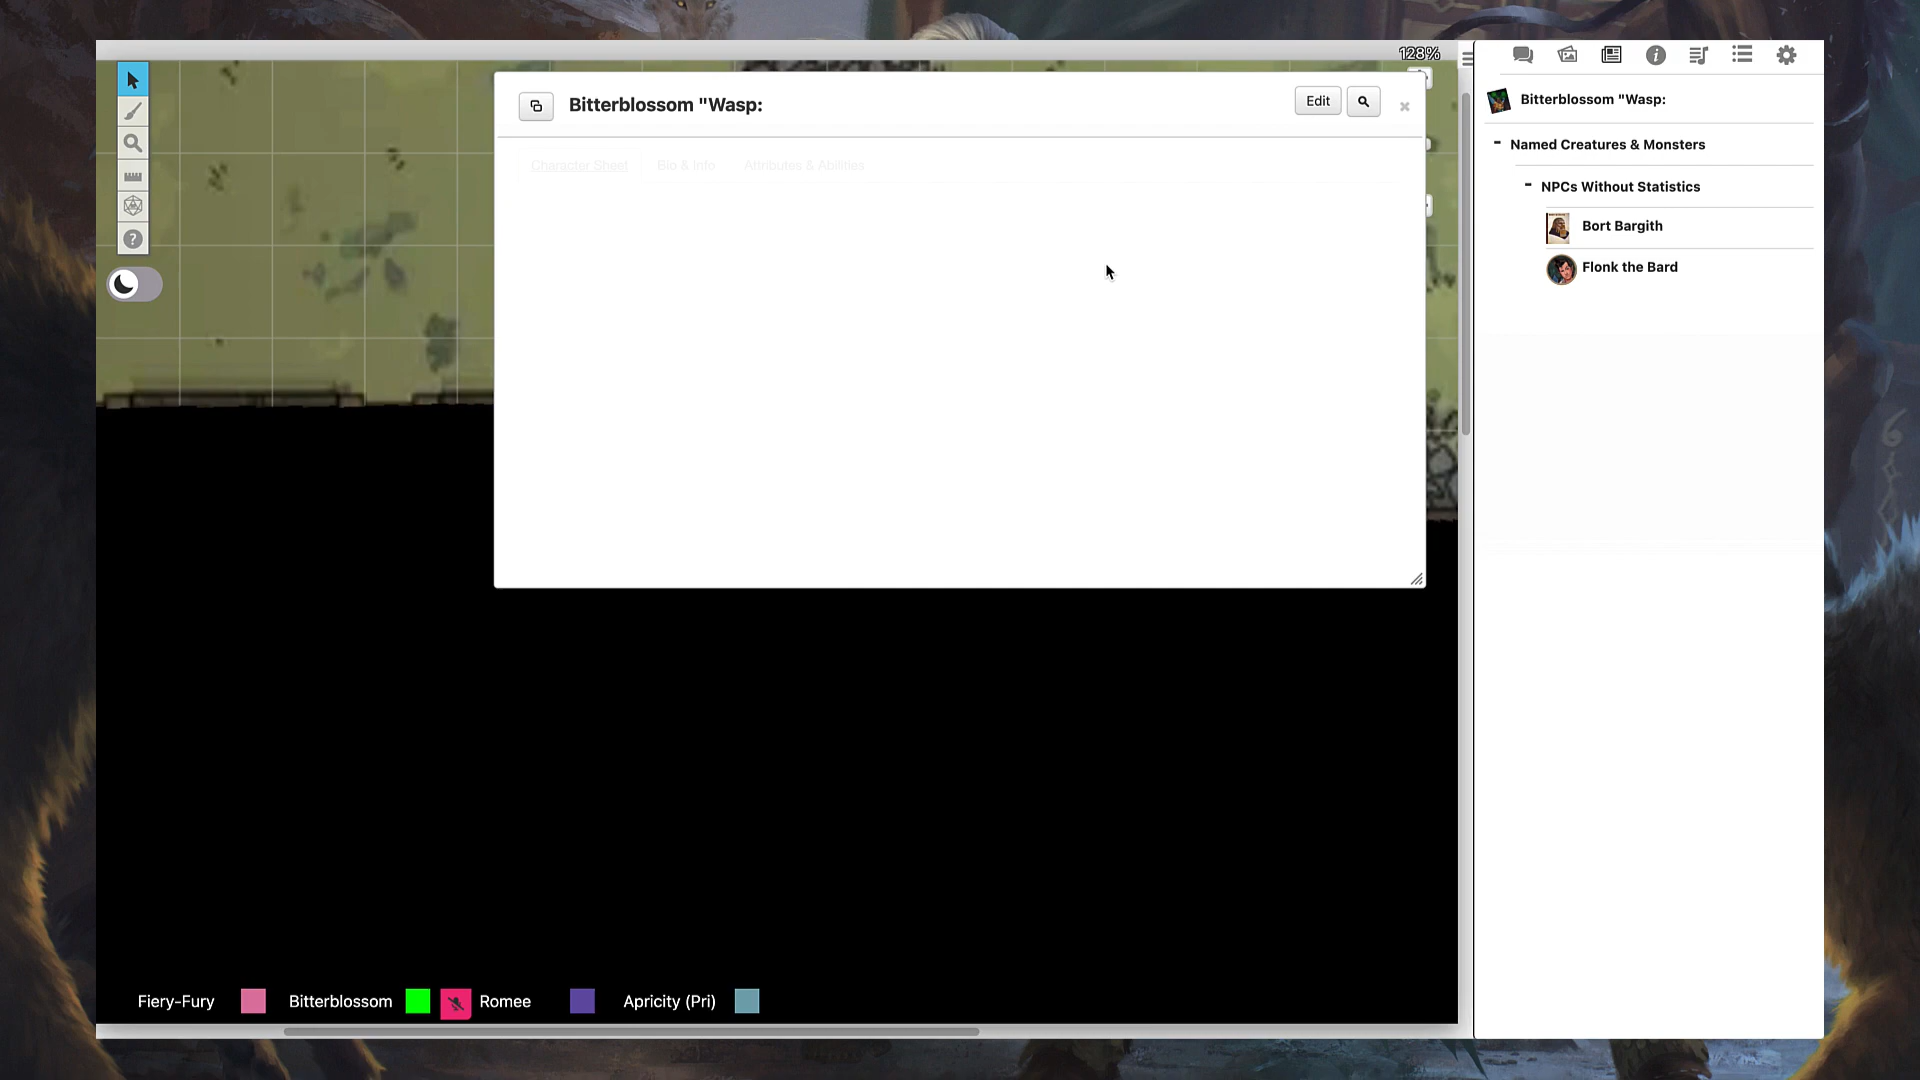 128%
Bitterblossom "Wasp:
Edit
Character Sheet
Bio & Info
Attributes & Abilities
Bitterblossom "Wasp:
Named Creatures & Monsters
NPCs Without Statistics
Bort Bargith
Flonk the Bard
Fiery-Fury
Bitterblossom
Romee
Apricity (Pri)